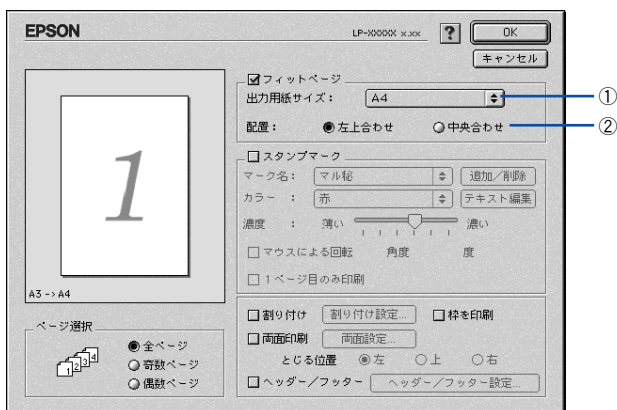 EPSON
LP-XXXXX x.xx
?
OK
キャンセル
1
A3 -> A4
フィットページ
出力用紙サイズ： A4
①
配置： 左上合わせ 中央合わせ
②
スタンプマーク
マーク名： マル秘 追加／削除
カラー ： 赤 テキスト編集
濃度 ： 薄い 濃い
マウスによる回転 角度 度
1ページ目のみ印刷
ページ選択
1 2 3 4
全ページ
奇数ページ
偶数ページ
割り付け 割り付け設定... 枠を印刷
両面印刷 両面設定...
とじる位置 左 上 右
ヘッダー／フッター ヘッダー／フッター設定...